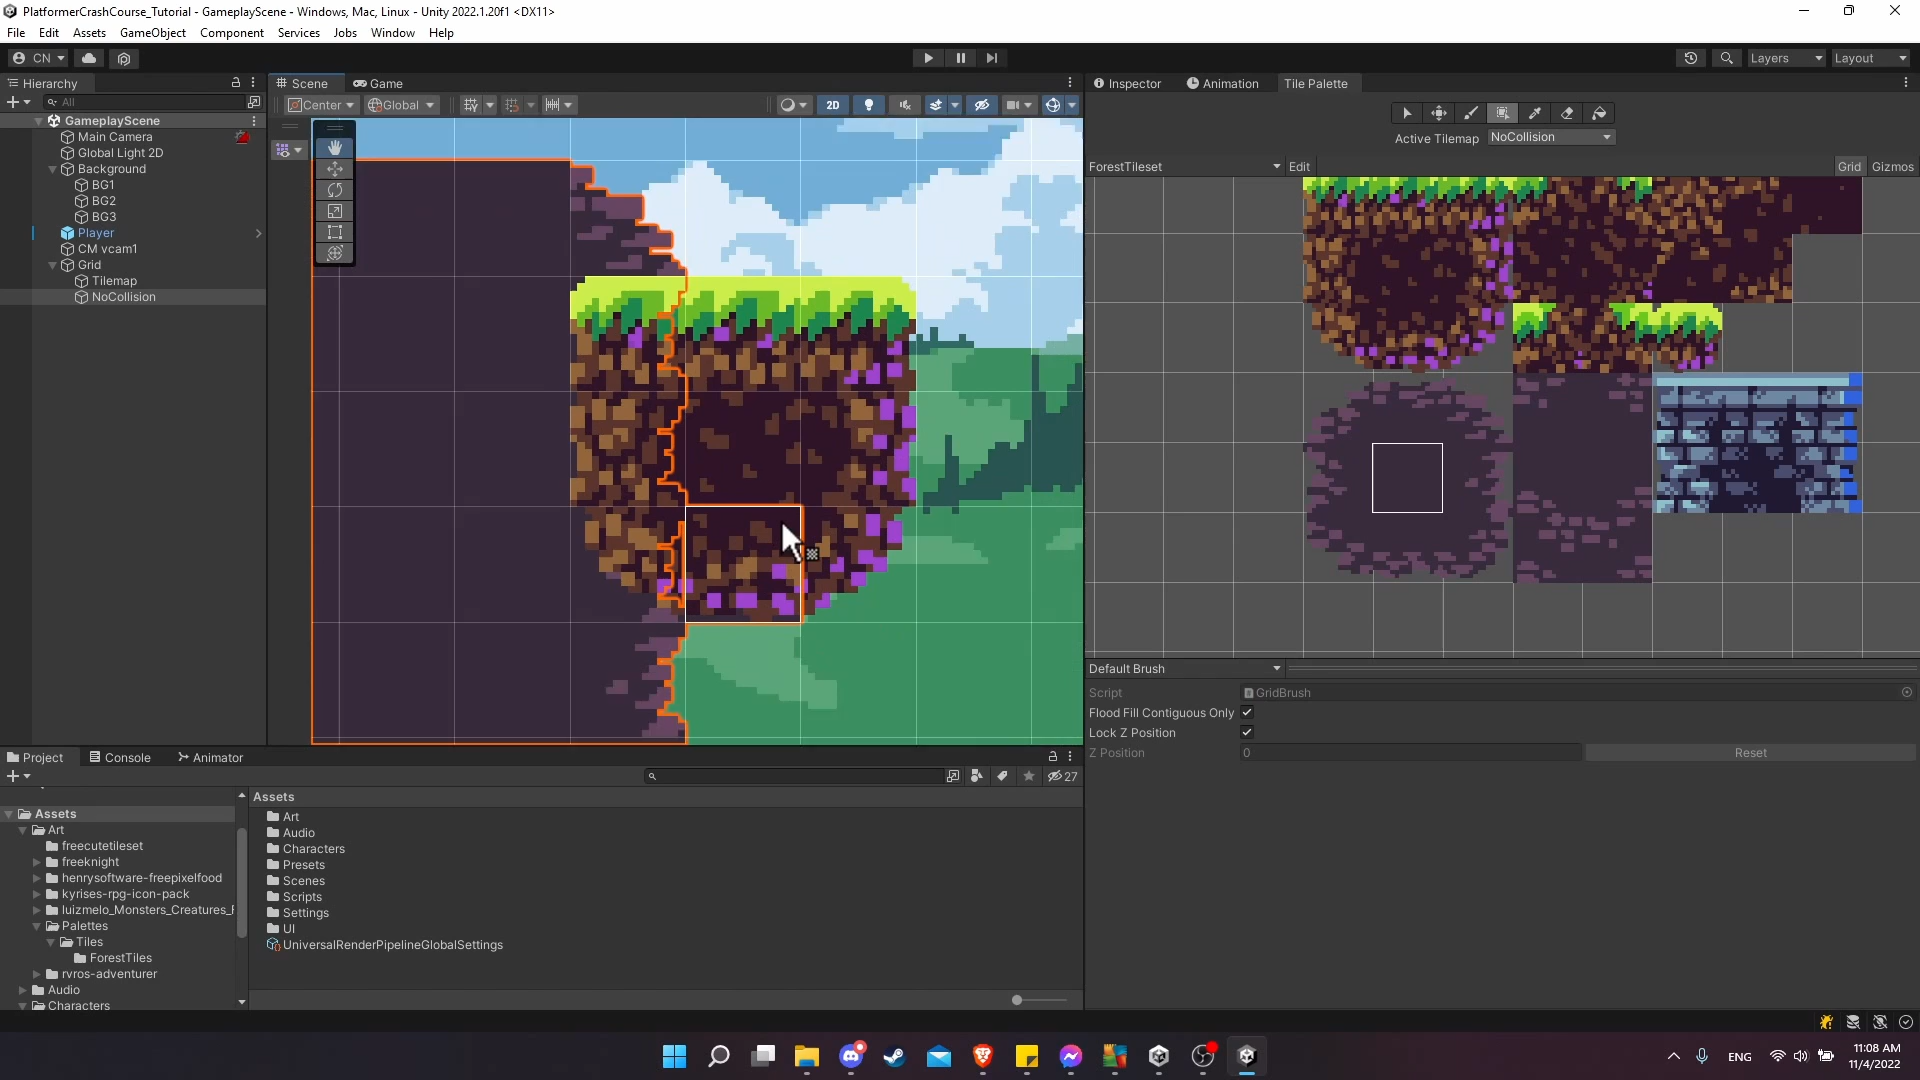 PlatformerCrashCourse_Tutorial - GameplayScene - Windows, Mac, Linux - Unity 2022.1.20f1 <DX11>
File Edit Assets GameObject Component Services Jobs Window Help
CN
Layers Layout
Hierarchy
All
Scene Game
Center Global 2D
Inspector Animation Tile Palette
Active Tilemap NoCollision
ForestTileset Edit Grid Gizmos
GameplayScene
Main Camera
Global Light 2D
Background
BG1
BG2
BG3
Player
CM vcam1
Grid
Tilemap
NoCollision
Default Brush
Script GridBrush
Flood Fill Contiguous Only
Lock Z Position
Z Position 0 Reset
Project Console Animator
27
Assets
Art
freecutetileset
freeknight
henrysoftware-freepixelfood
kyrises-rpg-icon-pack
luizmelo_Monsters_Creatures_F
Palettes
Tiles
ForestTiles
rvros-adventurer
Audio
Characters
Assets
Art
Audio
Characters
Presets
Scenes
Scripts
Settings
UI
UniversalRenderPipelineGlobalSettings
ENG
11:08 AM
11/4/2022